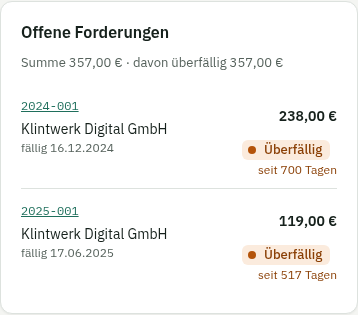 Offene Forderungen
Summe 357,00 € · davon überfällig 357,00 €
2024-001
238,00 €
Klintwerk Digital GmbH
Überfällig
fällig 16.12.2024
seit 700 Tagen
2025-001
119,00 €
Klintwerk Digital GmbH
Überfällig
fällig 17.06.2025
seit 517 Tagen